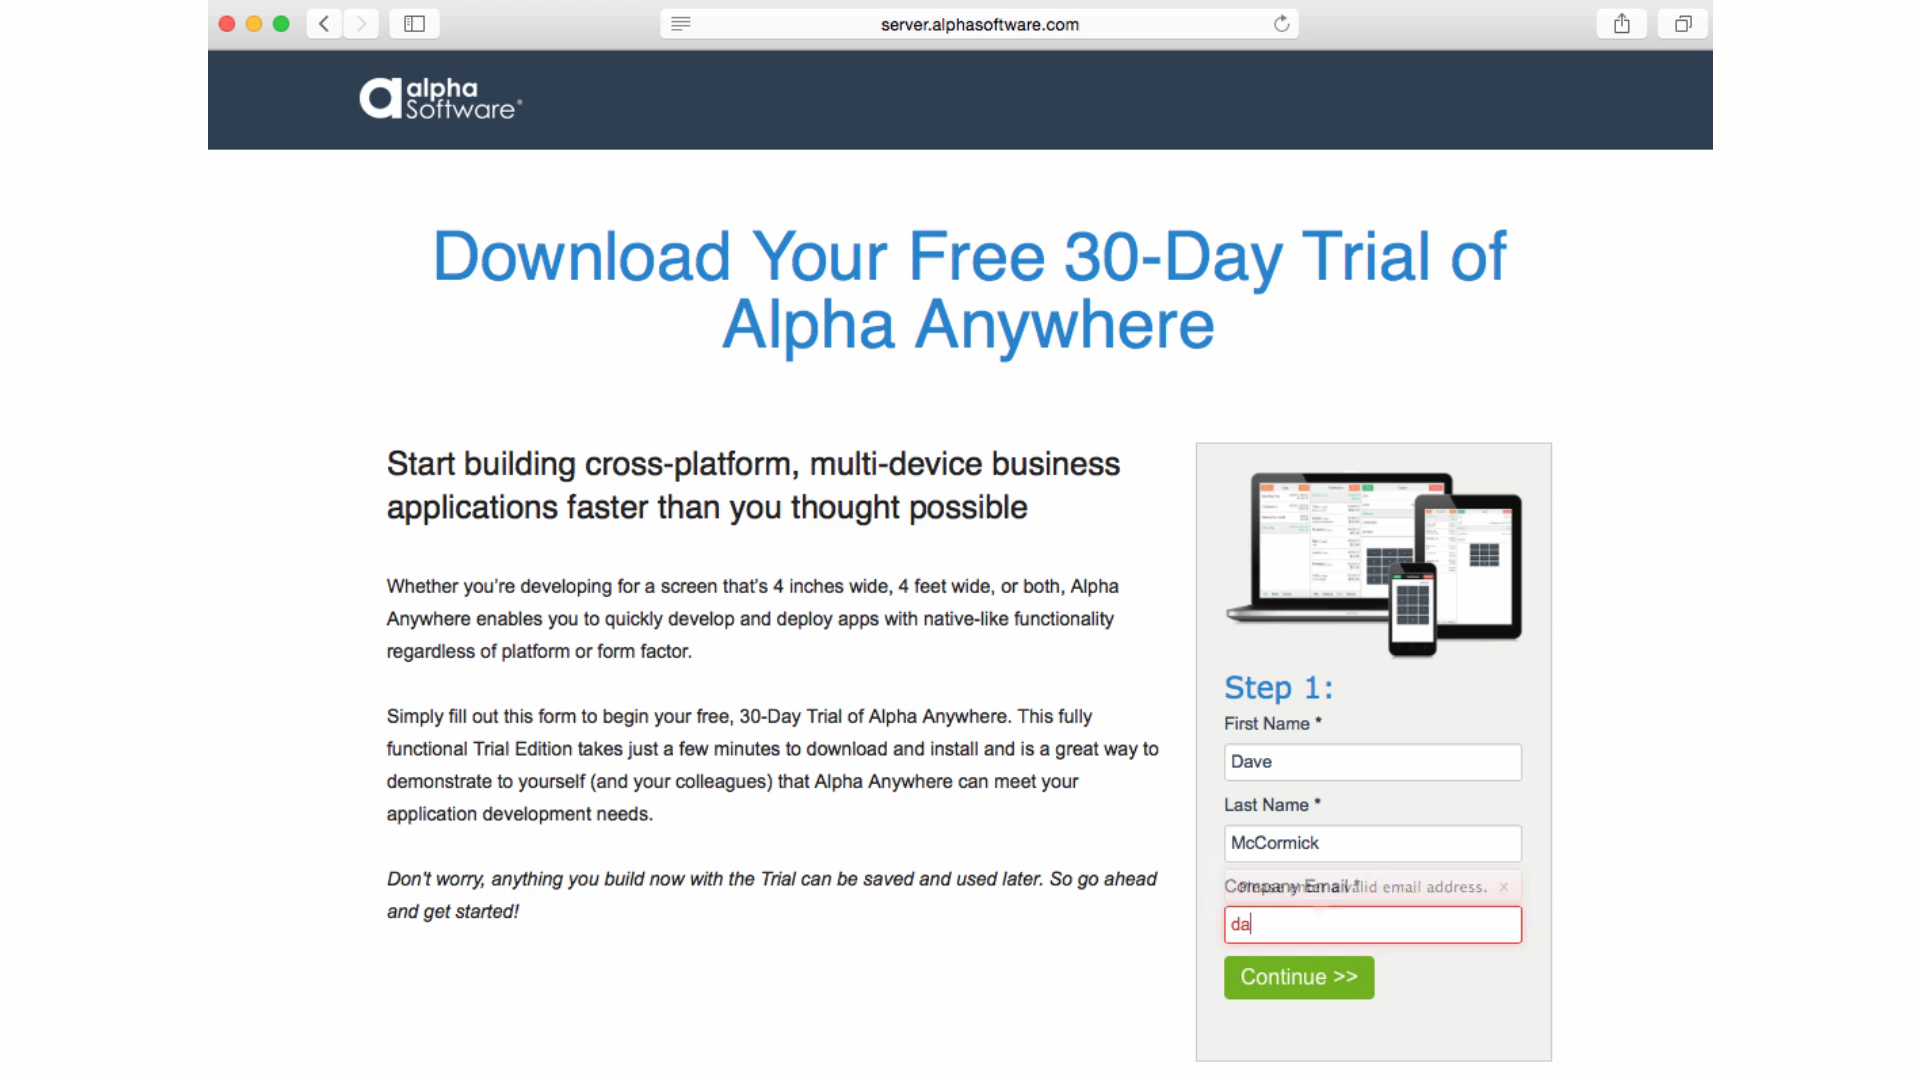 server.alphasoftware.com
alpha
Software®
Download Your Free 30-Day Trial of
Alpha Anywhere
Start building cross-platform, multi-device business
applications faster than you thought possible
Whether you're developing for a screen that's 4 inches wide, 4 feet wide, or both, Alpha
Anywhere enables you to quickly develop and deploy apps with native-like functionality
regardless of platform or form factor.
Simply fill out this form to begin your free, 30-Day Trial of Alpha Anywhere. This fully
functional Trial Edition takes just a few minutes to download and install and is a great way to
demonstrate to yourself (and your colleagues) that Alpha Anywhere can meet your
application development needs.
Don't worry, anything you build now with the Trial can be saved and used later. So go ahead
and get started!
Step 1:
First Name *
Dave
Last Name *
McCormick
Company Email *
Please enter a valid email address. ×
da
Continue >>